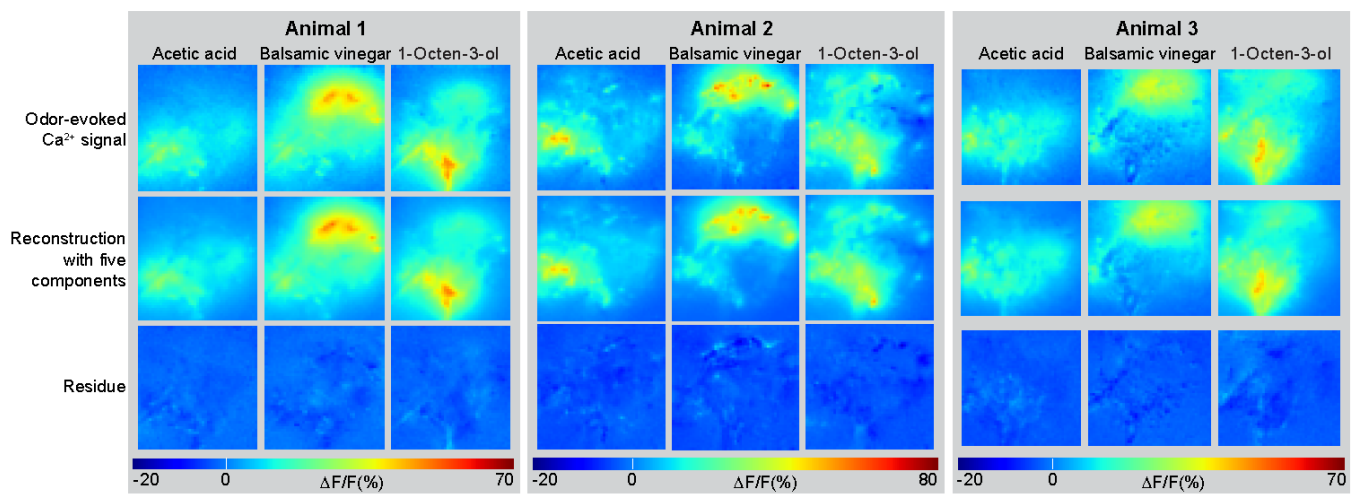 Animal 1
Animal 2
Animal 3
Acetic acid Balsamic vinegar 1-Octen-3-ol
Acetic acid Balsamic vinegar 1-Octen-3-ol
Acetic acid Balsamic vinegar 1-Octen-3-ol
Odor-evoked
Ca²⁺ signal
Reconstruction
with five
components
Residue
-20 0 ΔF/F(%) 70
-20 0 ΔF/F(%) 80
-20 0 ΔF/F(%) 70